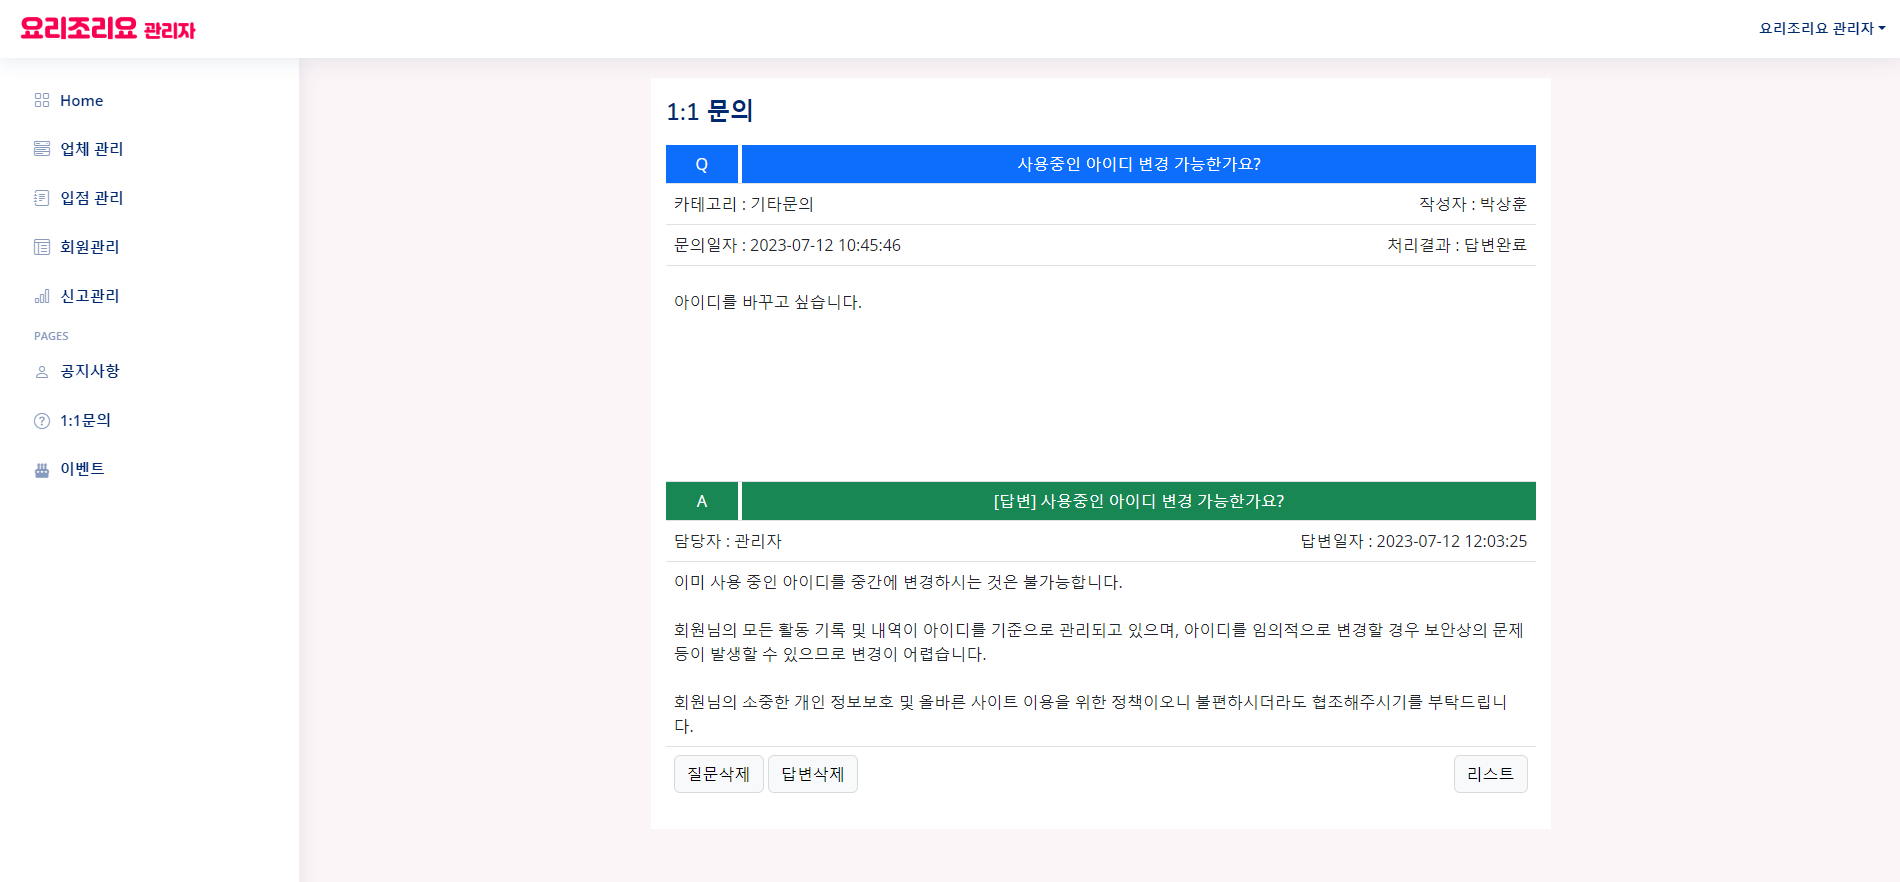 요리조리요 관리자
요리조리요 관리자
Home
업체 관리
입점 관리
회원관리
신고관리
PAGES
공지사항
1:1문의
이벤트
1:1 문의
Q
사용중인 아이디 변경 가능한가요?
카테고리 : 기타문의
작성자 : 박상훈
문의일자 : 2023-07-12 10:45:46
처리결과 : 답변완료
아이디를 바꾸고 싶습니다.
A
[답변] 사용중인 아이디 변경 가능한가요?
담당자 : 관리자
답변일자 : 2023-07-12 12:03:25
이미 사용 중인 아이디를 중간에 변경하시는 것은 불가능합니다.
회원님의 모든 활동 기록 및 내역이 아이디를 기준으로 관리되고 있으며, 아이디를 임의적으로 변경할 경우 보안상의 문제
등이 발생할 수 있으므로 변경이 어렵습니다.
회원님의 소중한 개인 정보보호 및 올바른 사이트 이용을 위한 정책이오니 불편하시더라도 협조해주시기를 부탁드립니
다.
질문삭제
답변삭제
리스트